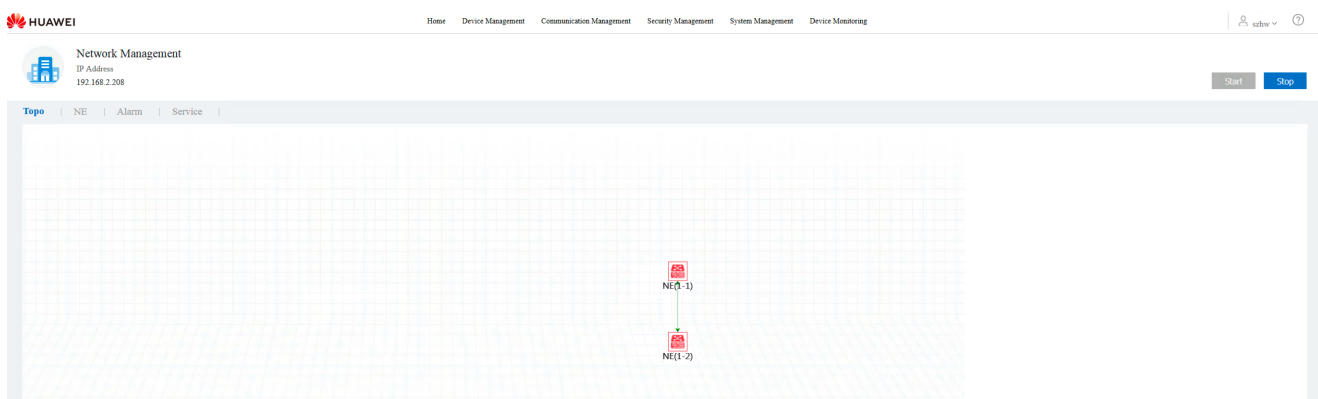 HUAWEI
Home Device Management Communication Management Security Management System Management Device Monitoring
szhw
Network Management
IP Address
192.168.2.208
Start Stop
Topo | NE | Alarm | Service |
NE(1-1)
NE(1-2)